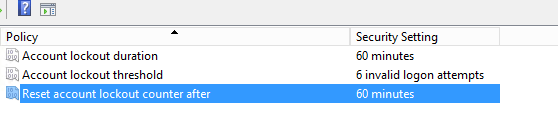 Policy Security Setting
Account lockout duration 60 minutes
Account lockout threshold 6 invalid logon attempts
Reset account lockout counter after 60 minutes